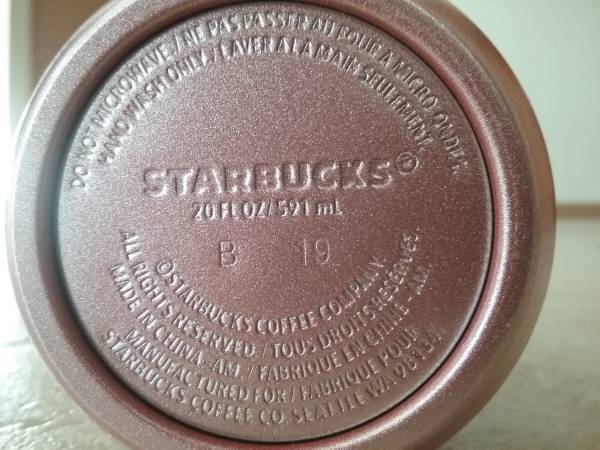 DO NOT MICROWAVE. / NE PAS PASSER AU FOUR À MICRO-ONDES.
HAND WASH ONLY. / LAVER À LA MAIN SEULEMENT.
STARBUCKS®
20 FL OZ/ 591 mL
B 19
©STARBUCKS COFFEE COMPANY.
ALL RIGHTS RESERVED. / TOUS DROITS RÉSERVÉS.
MADE IN CHINA - AM. / FABRIQUÉ EN CHINE - AM.
MANUFACTURED FOR / FABRIQUÉ POUR
STARBUCKS COFFEE CO. SEATTLE WA 98134